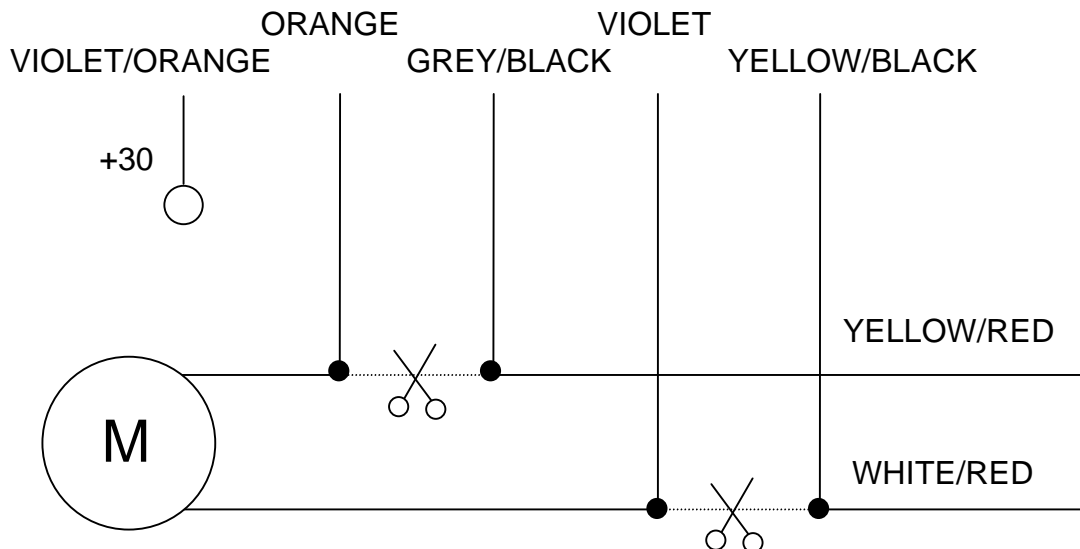 ORANGE
VIOLET
VIOLET/ORANGE
GREY/BLACK
YELLOW/BLACK
+30
YELLOW/RED
M
WHITE/RED